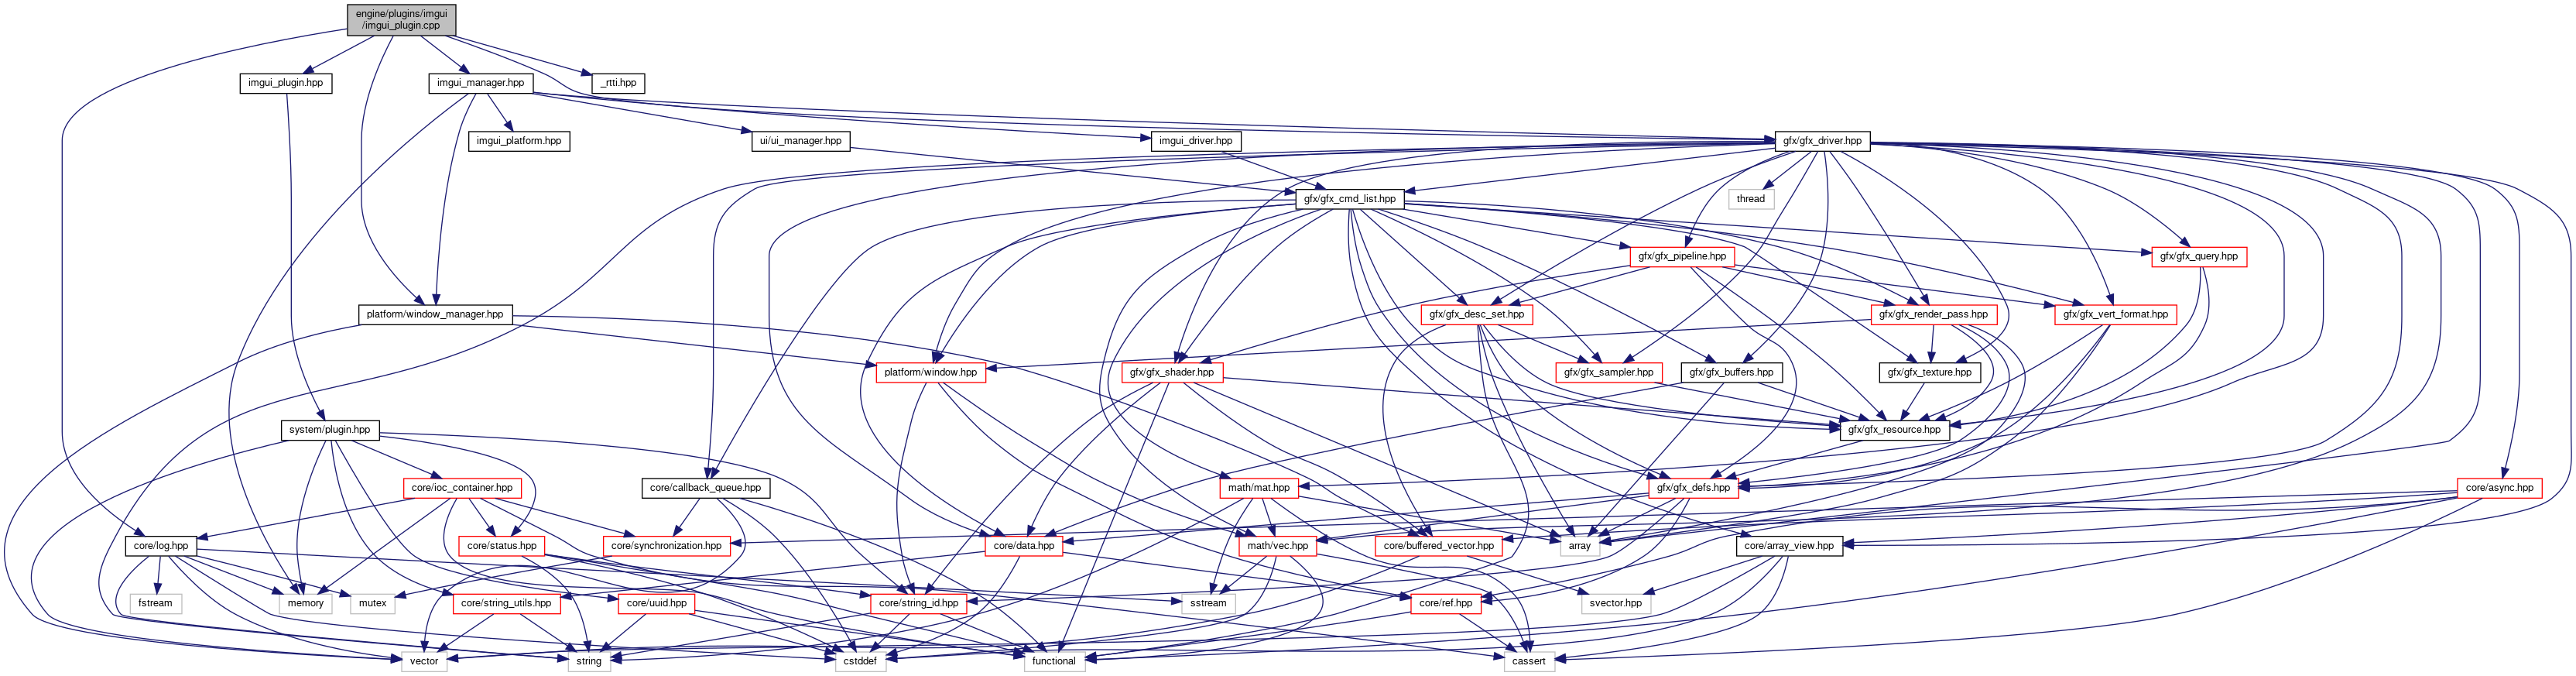 engine/plugins/imgui
/imgui_plugin.cpp
imgui_plugin.hpp
imgui_manager.hpp
_rtti.hpp
imgui_platform.hpp
ui/ui_manager.hpp
imgui_driver.hpp
gfx/gfx_driver.hpp
gfx/gfx_cmd_list.hpp
thread
gfx/gfx_pipeline.hpp
gfx/gfx_query.hpp
platform/window_manager.hpp
gfx/gfx_desc_set.hpp
gfx/gfx_render_pass.hpp
gfx/gfx_vert_format.hpp
platform/window.hpp
gfx/gfx_shader.hpp
gfx/gfx_sampler.hpp
gfx/gfx_buffers.hpp
gfx/gfx_texture.hpp
system/plugin.hpp
gfx/gfx_resource.hpp
core/ioc_container.hpp
core/callback_queue.hpp
math/mat.hpp
gfx/gfx_defs.hpp
core/async.hpp
core/log.hpp
core/status.hpp
core/synchronization.hpp
core/data.hpp
math/vec.hpp
core/buffered_vector.hpp
array
core/array_view.hpp
fstream
memory
mutex
core/string_utils.hpp
core/uuid.hpp
core/string_id.hpp
sstream
core/ref.hpp
svector.hpp
vector
string
cstddef
functional
cassert